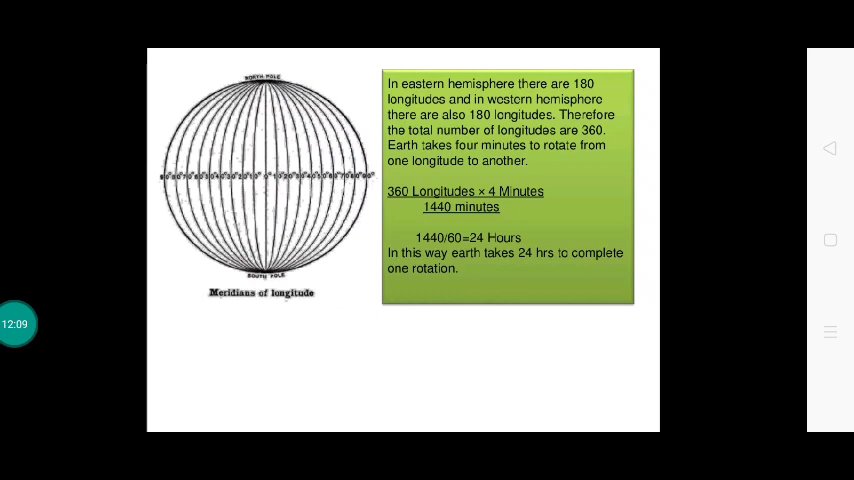 NORTH POLE
In eastern hemisphere there are 180
longitudes and in western hemisphere
there are also 180 longitudes. Therefore
the total number of longitudes are 360.
Earth takes four minutes to rotate from
one longitude to another.
360 Longitudes × 4 Minutes
1440 minutes
1440/60=24 Hours
In this way earth takes 24 hrs to complete
one rotation.
SOUTH POLE
Meridians of longitude
12:09